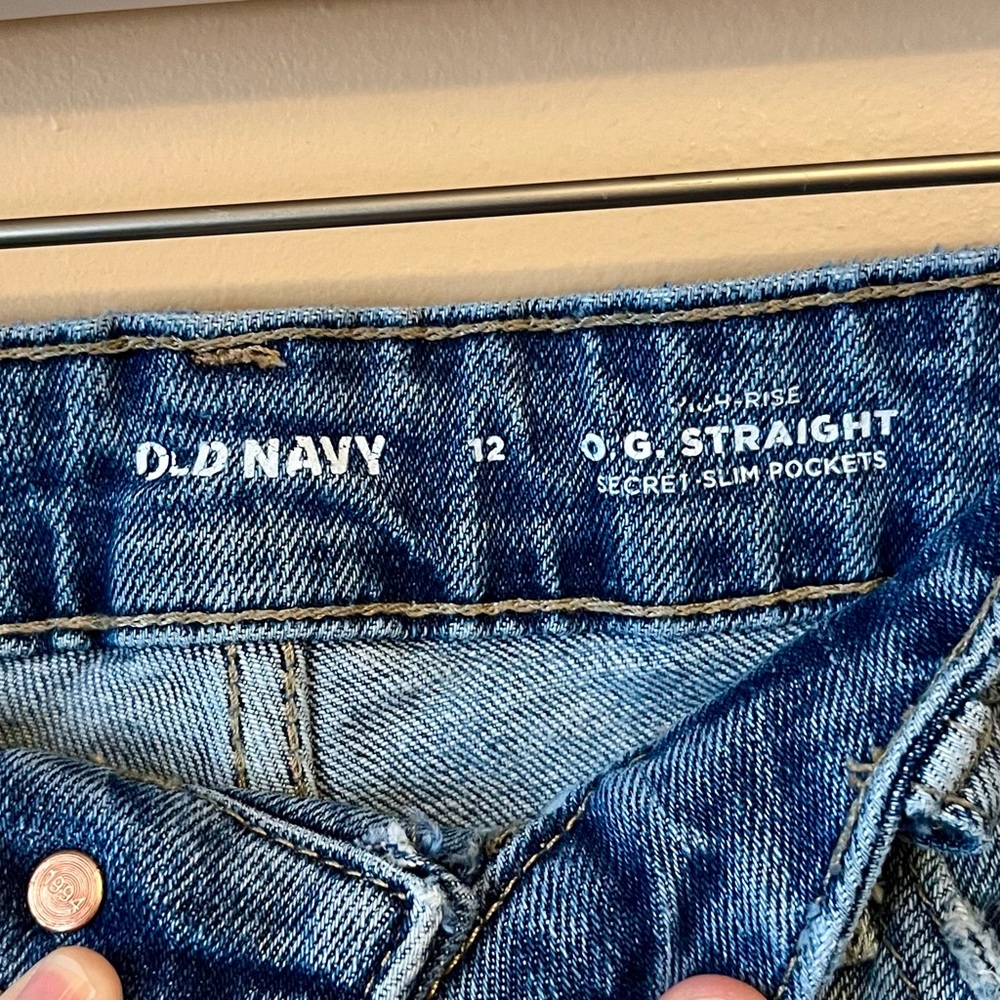 OLD NAVY
12
HIGH-RISE
O.G. STRAIGHT
SECRET-SLIM POCKETS
1994